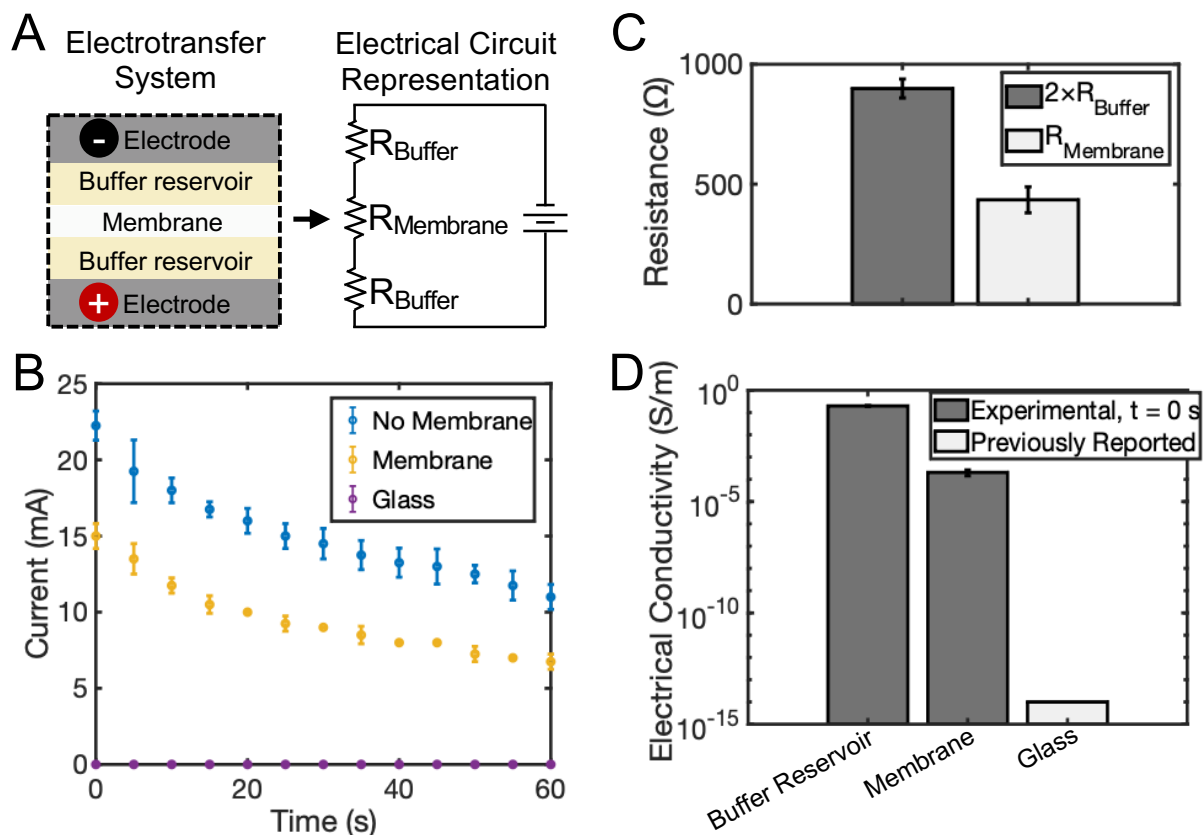 A
Electrotransfer
System
Electrical Circuit
Representation
- Electrode
Buffer reservoir
Membrane
Buffer reservoir
+ Electrode
R_Buffer
R_Membrane
R_Buffer
B
Current (mA)
25
20
15
10
5
0
No Membrane
Membrane
Glass
0
20
40
60
Time (s)
C
Resistance (Ω)
1000
500
0
2×R_Buffer
R_Membrane
D
Electrical Conductivity (S/m)
10^0
10^-5
10^-10
10^-15
Experimental, t = 0 s
Previously Reported
Buffer Reservoir
Membrane
Glass